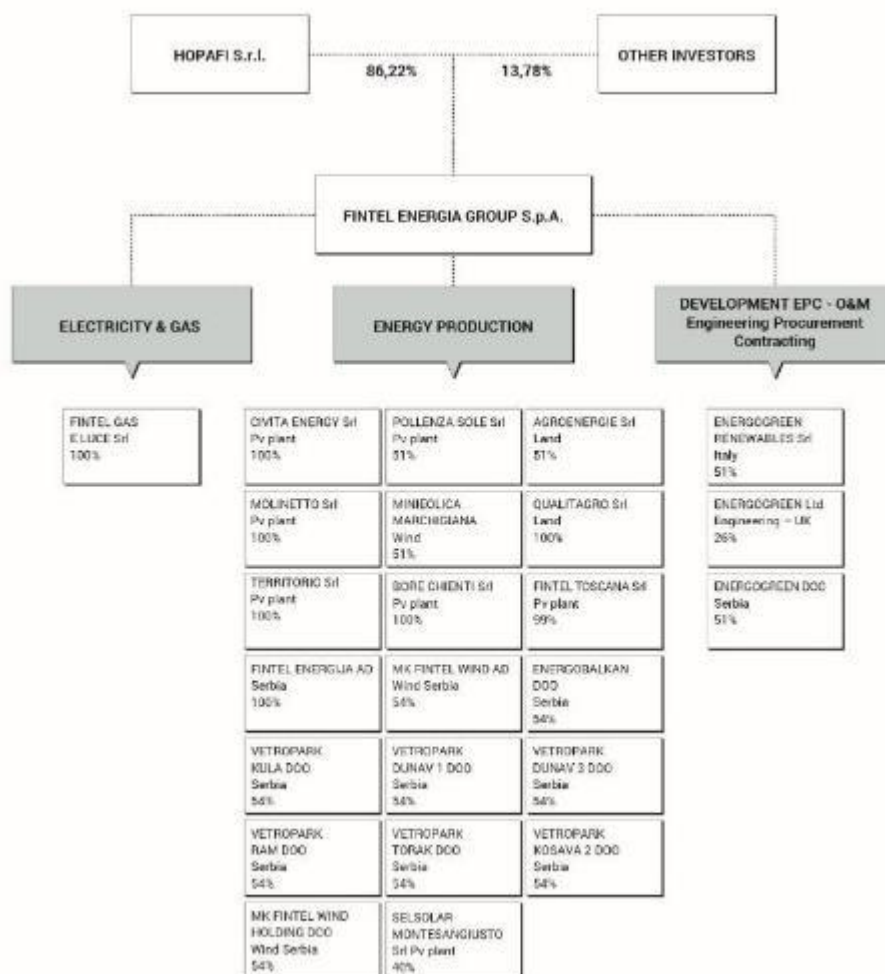 HOPAFI S.r.l.
86,22%
13,78%
OTHER INVESTORS
FINTEL ENERGIA GROUP S.p.A.
ELECTRICITY & GAS
ENERGY PRODUCTION
DEVELOPMENT EPC - O&M
Engineering Procurement
Contracting
FINTEL GAS
E LUCE Srl
100%
CIVITA ENERGY Srl
Pv plant
100%
POLLENZA SOLE Srl
Pv plant
51%
AGROENERGIE Srl
Land
51%
ENERGOGREEN
RENEWABLES Srl
Italy
51%
MOLINETTO Srl
Pv plant
100%
MINIEOLICA
MARCHIGIANA
Wind
51%
QUALITAGRO Srl
Land
100%
ENERGOGREEN Ltd
Engineering – UK
26%
TERRITORIO Srl
Pv plant
100%
BORE CHIENTI Srl
Pv plant
100%
FINTEL TOSCANA Srl
Pv plant
99%
ENERGOGREEN DOO
Serbia
51%
FINTEL ENERGIJA AD
Serbia
100%
MK FINTEL WIND AD
Wind Serbia
54%
ENERGOBALKAN
DOO
Serbia
54%
VETROPARK
KULA DOO
Serbia
54%
VETROPARK
DUNAV 1 DOO
Serbia
54%
VETROPARK
DUNAV 3 DOO
Serbia
54%
VETROPARK
RAM DOO
Serbia
54%
VETROPARK
TORAK DOO
Serbia
54%
VETROPARK
KOSAVA 2 DOO
Serbia
54%
MK FINTEL WIND
HOLDING DOO
Wind Serbia
54%
SELSOLAR
MONTESANGIUSTO
Srl Pv plant
40%